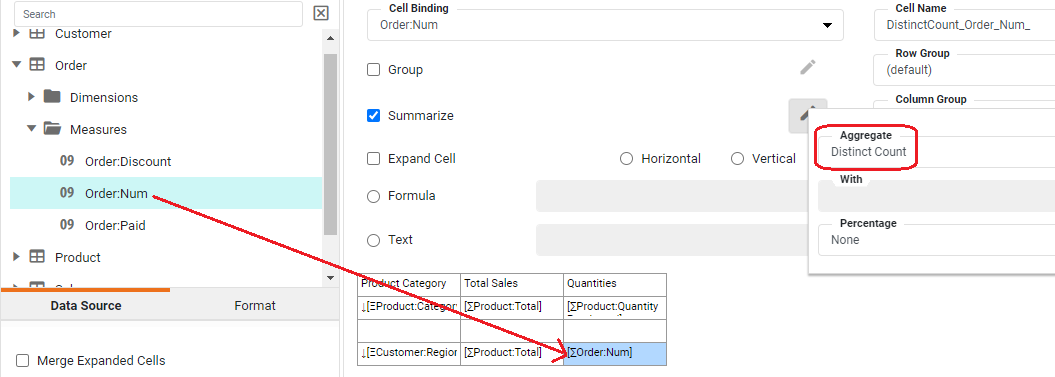 Search
Customer
Order
Dimensions
Measures
09 Order:Discount
09 Order:Num
09 Order:Paid
Product
Data Source
Format
Merge Expanded Cells
Cell Binding
Order:Num
Group
Summarize
Expand Cell
Horizontal
Vertical
Formula
Text
Cell Name
DistinctCount_Order_Num_
Row Group
(default)
Column Group
Aggregate
Distinct Count
With
Percentage
None
Product Category Total Sales Quantities
↓[ΞProduct:Categor [ΣProduct:Total] [ΣProduct:Quantity
↓[ΞCustomer:Region [ΣProduct:Total] [ΣOrder:Num]